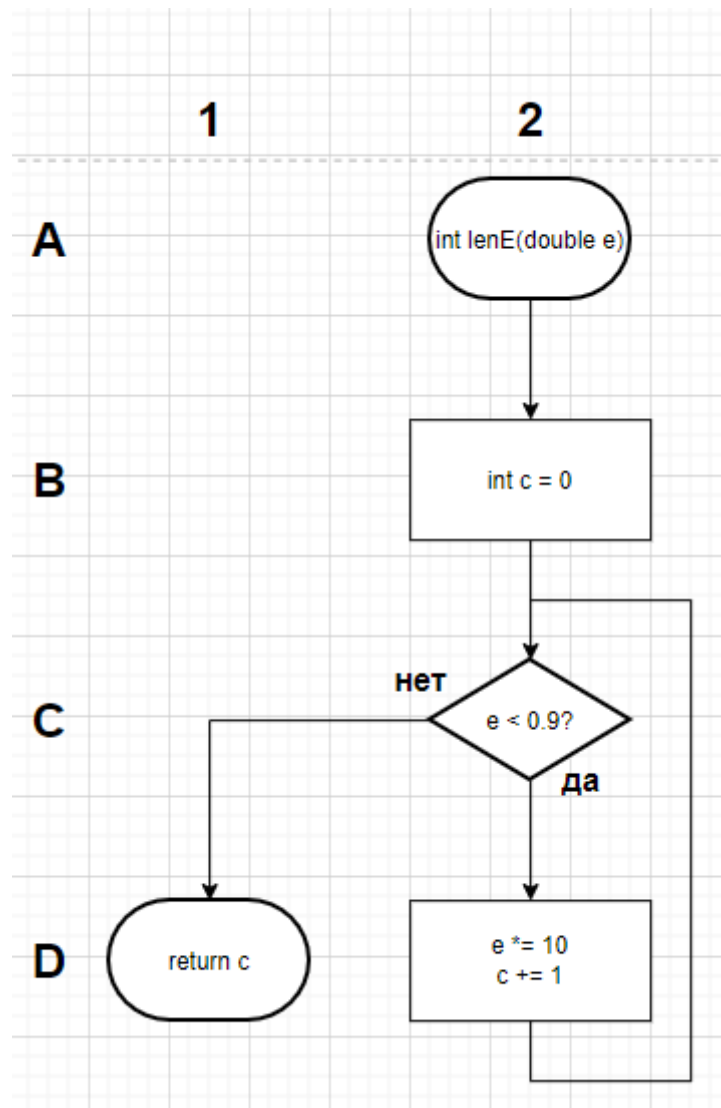 1 2
A
int lenE(double e)
B
int c = 0
нет
C
e < 0.9?
да
D
return c
e *= 10
c += 1